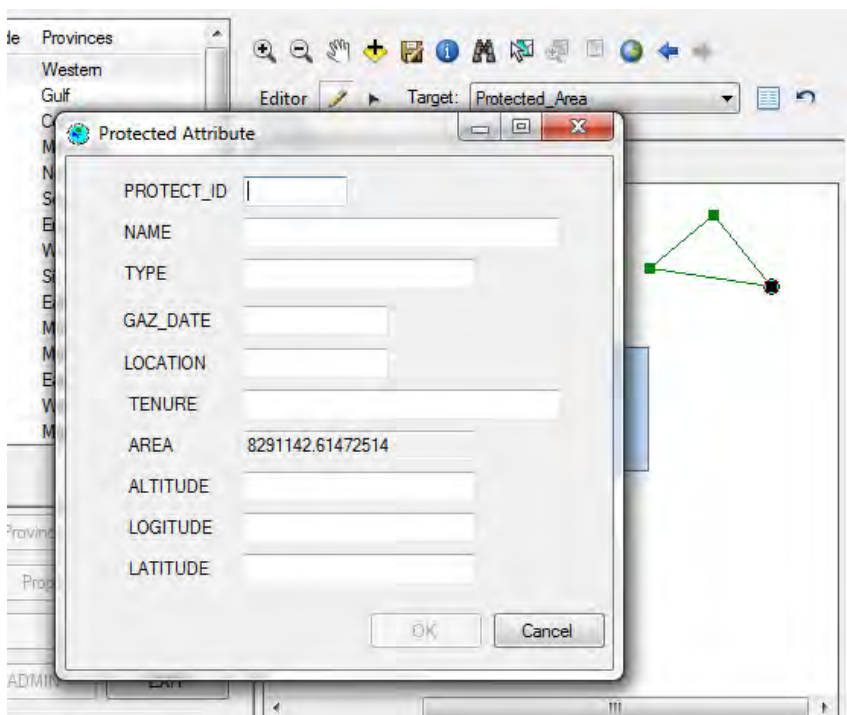 Provinces
Western
Gulf
Editor
Target:
Protected_Area
Protected Attribute
PROTECT_ID
NAME
TYPE
GAZ_DATE
LOCATION
TENURE
AREA
8291142.61472514
ALTITUDE
LOGITUDE
LATITUDE
OK
Cancel
ADMIN
EXIT